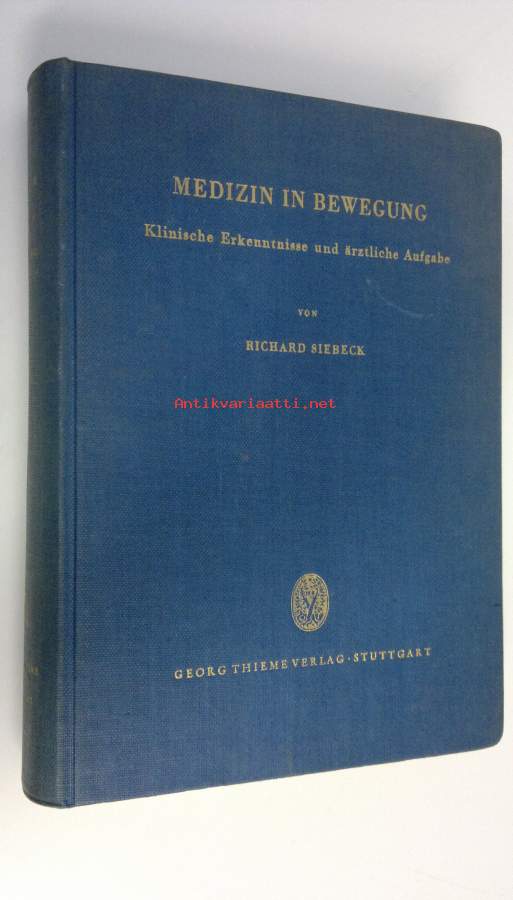 MEDIZIN IN BEWEGUNG
Klinische Erkenntnisse und ärztliche Aufgabe
VON
RICHARD SIEBECK
Antikvariaatti.net
GEORG THIEME VERLAG · STUTTGART